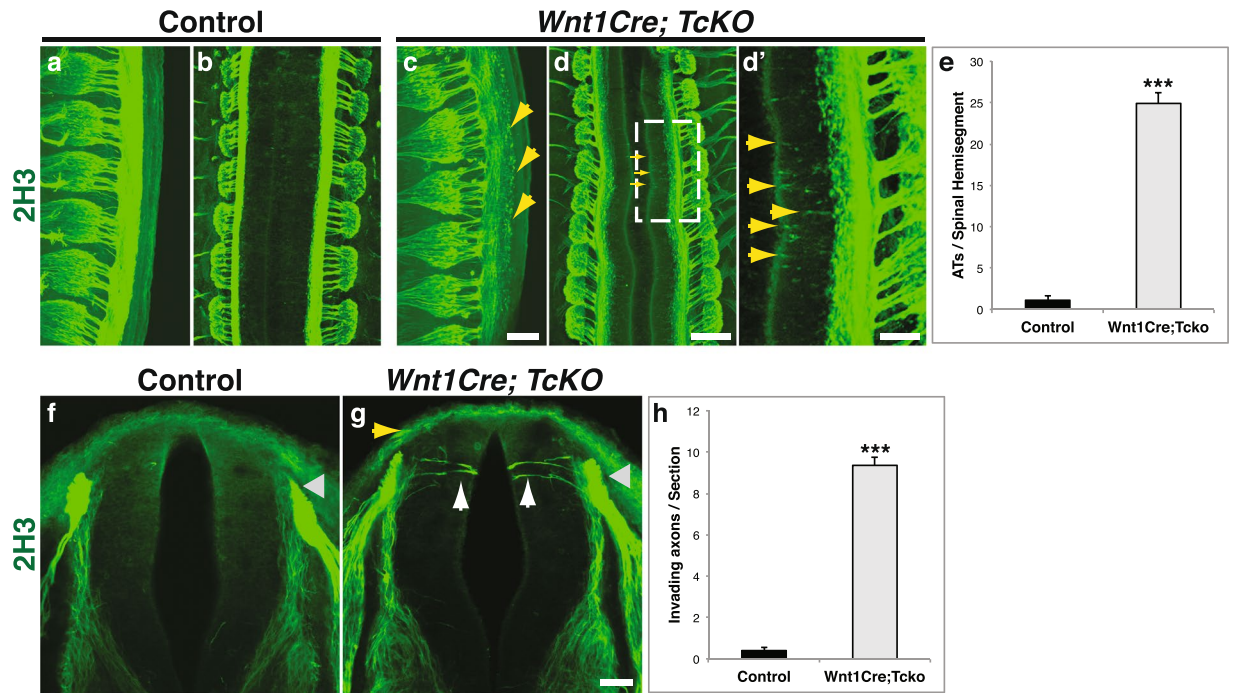 Control
Wnt1Cre; TcKO
2H3
a
b
c
d
d'
e
ATs / Spinal Hemisegment
30
25
20
15
10
5
0
***
Control
Wnt1Cre;Tcko
Control
Wnt1Cre; TcKO
2H3
f
g
h
Invading axons / Section
12
10
8
6
4
2
0
***
Control
Wnt1Cre;Tcko